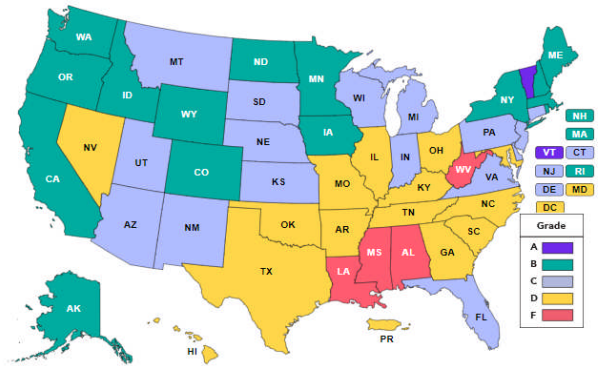 WA
ME
MT
ND
MN
OR
ID
SD
WI
NY
WY
MI
NH
MA
IA
PA
VT CT
NE
NV
OH
UT
IL
IN
CO
WV
VA
NJ RI
CA
KS
MO
KY
DE MD
DC
NC
TN
AZ
NM
OK
AR
SC
Grade
MS
AL
GA
A
TX
LA
B
C
AK
D
FL
F
PR
HI